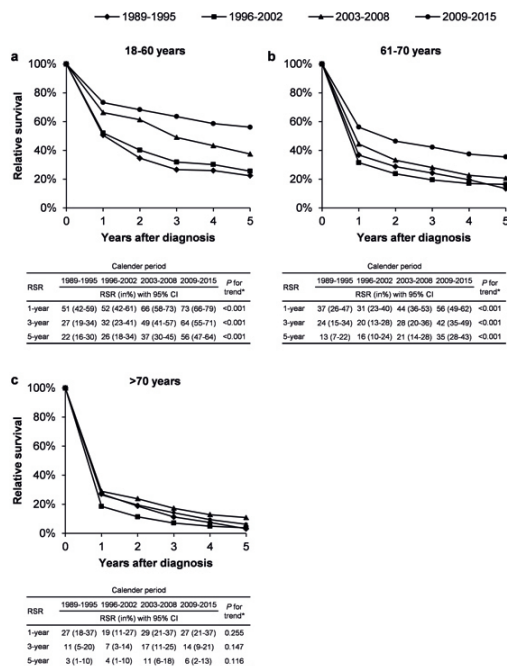 1989-1995 1996-2002 2003-2008 2009-2015
18-60 years
a
100%
80%
60%
40%
20%
0%
Relative survival
0 1 2 3 4 5
Years after diagnosis
Calender period
RSR 1989-1995 1996-2002 2003-2008 2009-2015 P for trend*
RSR (in%) with 95% CI
1-year 51 (42-59) 52 (42-61) 66 (58-73) 73 (66-79) <0.001
3-year 27 (19-34) 32 (23-41) 49 (41-57) 64 (55-71) <0.001
5-year 22 (16-30) 26 (18-34) 37 (30-45) 56 (47-64) <0.001
61-70 years
b
100%
80%
60%
40%
20%
0%
Relative survival
0 1 2 3 4 5
Years after diagnosis
Calender period
RSR 1989-1995 1996-2002 2003-2008 2009-2015 P for trend*
RSR (in%) with 95% CI
1-year 37 (26-47) 31 (23-40) 44 (36-53) 56 (49-62) <0.001
3-year 24 (15-34) 20 (13-28) 28 (20-36) 42 (35-49) <0.001
5-year 13 (7-22) 16 (10-24) 21 (14-28) 35 (28-43) <0.001
>70 years
c
100%
80%
60%
40%
20%
0%
Relative survival
0 1 2 3 4 5
Years after diagnosis
Calender period
RSR 1989-1995 1996-2002 2003-2008 2009-2015 P for trend*
RSR (in%) with 95% CI
1-year 27 (18-37) 19 (11-27) 29 (21-37) 27 (21-37) 0.255
3-year 11 (5-20) 7 (3-14) 17 (11-25) 14 (9-21) 0.147
5-year 3 (1-10) 4 (1-10) 11 (6-18) 6 (2-13) 0.116